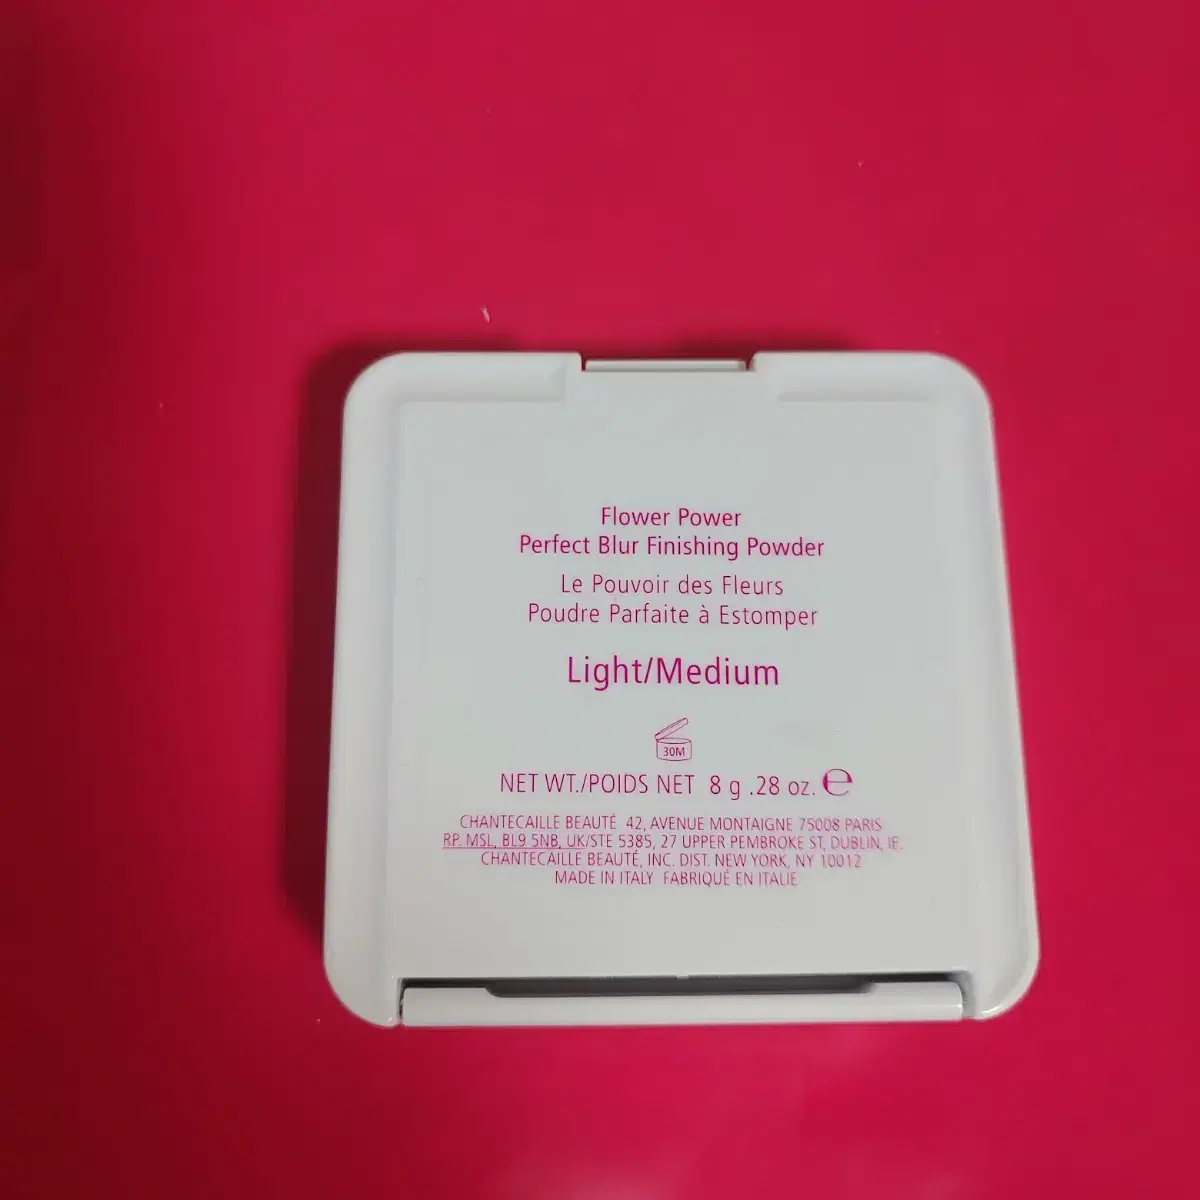 Flower Power
Perfect Blur Finishing Powder
Le Pouvoir des Fleurs
Poudre Parfaite à Estomper
Light/Medium
30M
NET WT./POIDS NET 8 g .28 oz. ℮
CHANTECAILLE BEAUTÉ 42, AVENUE MONTAIGNE 75008 PARIS
RP. MSL, BL9 5NB, UK/STE 5385, 27 UPPER PEMBROKE ST, DUBLIN, IE.
CHANTECAILLE BEAUTÉ, INC. DIST. NEW YORK, NY 10012
MADE IN ITALY FABRIQUÉ EN ITALIE